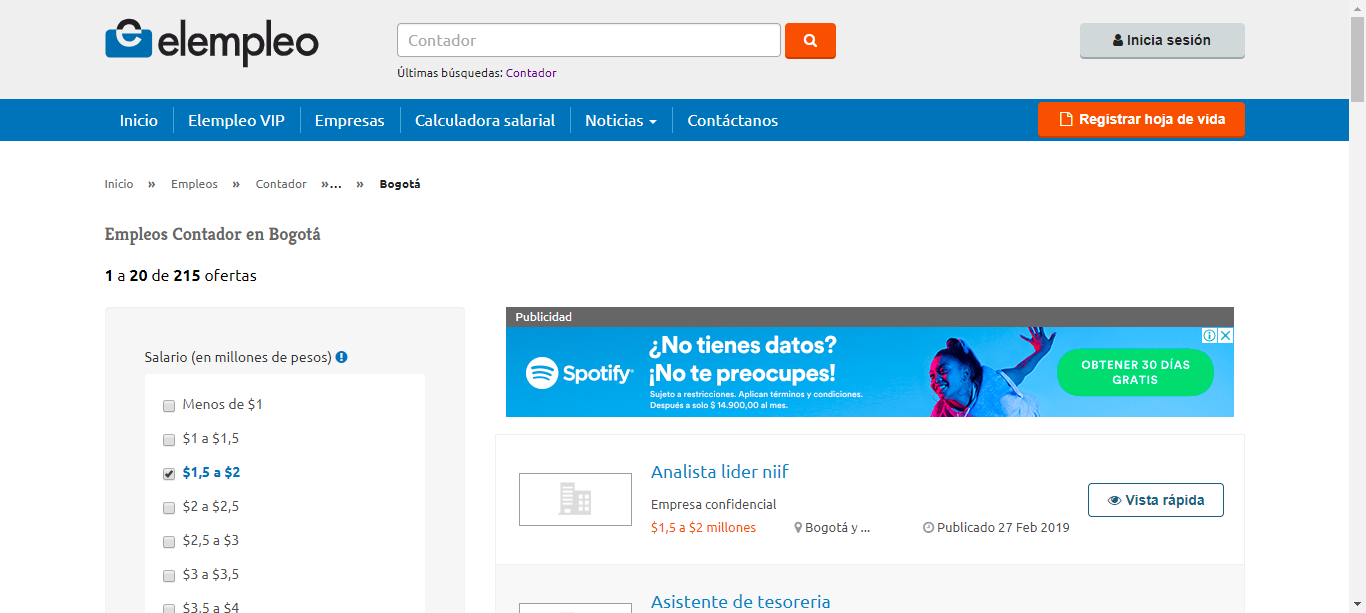 elempleo
Contador
Inicia sesión
Últimas búsquedas: Contador
Inicio Elempleo VIP Empresas Calculadora salarial Noticias Contáctanos
Registrar hoja de vida
Inicio » Empleos » Contador »... » Bogotá
Empleos Contador en Bogotá
1 a 20 de 215 ofertas
Salario (en millones de pesos)
Menos de $1
$1 a $1,5
$1,5 a $2
$2 a $2,5
$2,5 a $3
$3 a $3,5
$3,5 a $4
Publicidad
Spotify
¿No tienes datos?
¡No te preocupes!
Sujeto a restricciones. Aplican términos y condiciones.
Después a solo $ 14.900,00 al mes.
OBTENER 30 DÍAS
GRATIS
Analista lider niif
Empresa confidencial
$1,5 a $2 millones Bogotá y ... Publicado 27 Feb 2019
Vista rápida
Asistente de tesoreria